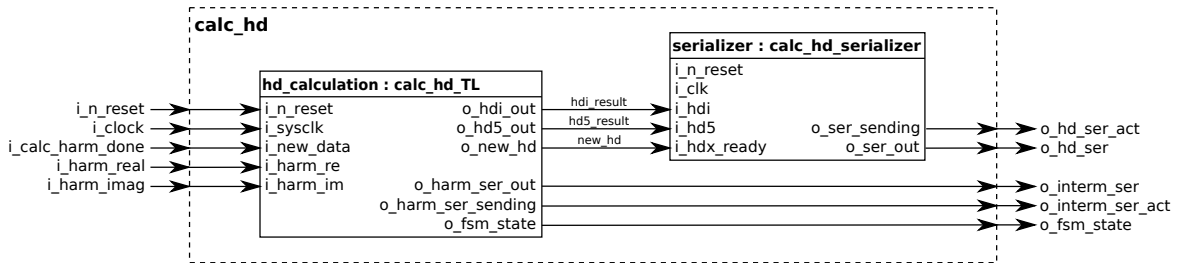 calc_hd
serializer : calc_hd_serializer
i_n_reset
i_clk
i_hdi
i_hd5
i_hdx_ready
o_ser_sending
o_ser_out
hd_calculation : calc_hd_TL
i_n_reset
i_sysclk
i_new_data
i_harm_re
i_harm_im
o_hdi_out
o_hd5_out
o_new_hd
o_harm_ser_out
o_harm_ser_sending
o_fsm_state
hdi_result
hd5_result
new_hd
i_n_reset
i_clock
i_calc_harm_done
i_harm_real
i_harm_imag
o_hd_ser_act
o_hd_ser
o_interm_ser
o_interm_ser_act
o_fsm_state